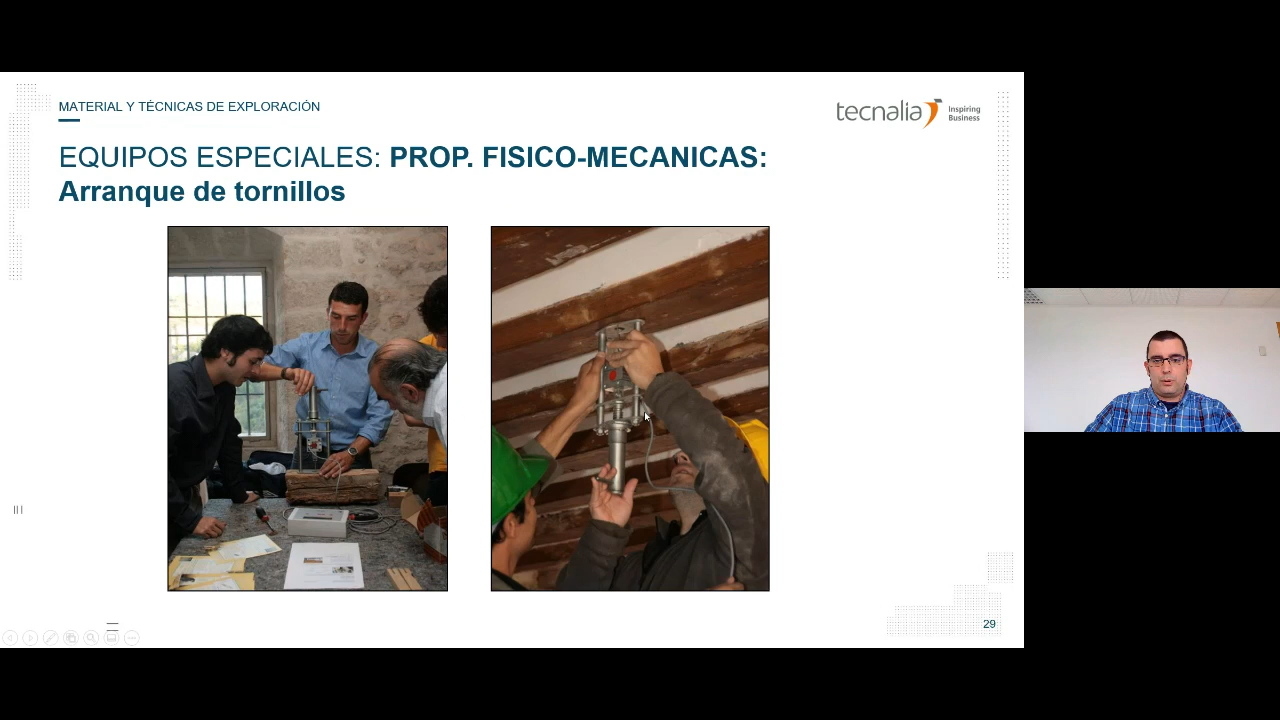 MATERIAL Y TÉCNICAS DE EXPLORACIÓN
tecnalia Inspiring
Business
EQUIPOS ESPECIALES: PROP. FISICO-MECANICAS:
Arranque de tornillos
29